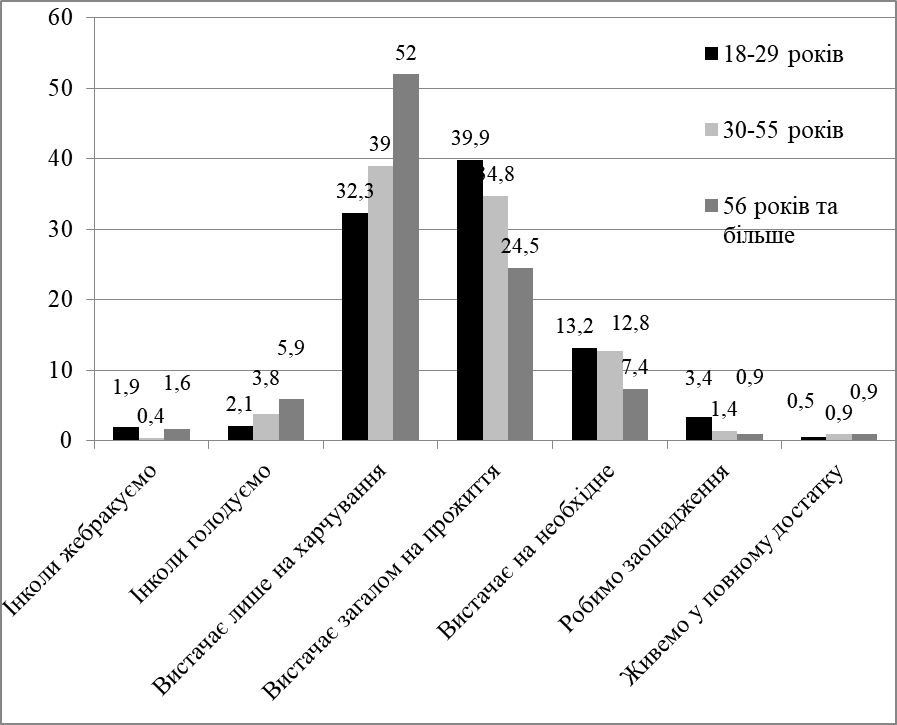 60
50
40
30
20
10
0
18-29 років
30-55 років
56 років та
більше
1,9
0,4
1,6
2,1
3,8
5,9
32,3
39
52
39,9
34,8
24,5
13,2
12,8
7,4
3,4
1,4
0,9
0,5
0,9
0,9
Інколи жебракуємо
Інколи голодуємо
Вистачає лише на харчування
Вистачає загалом на прожиття
Вистачає на необхідне
Робимо заощадження
Живемо у повному достатку